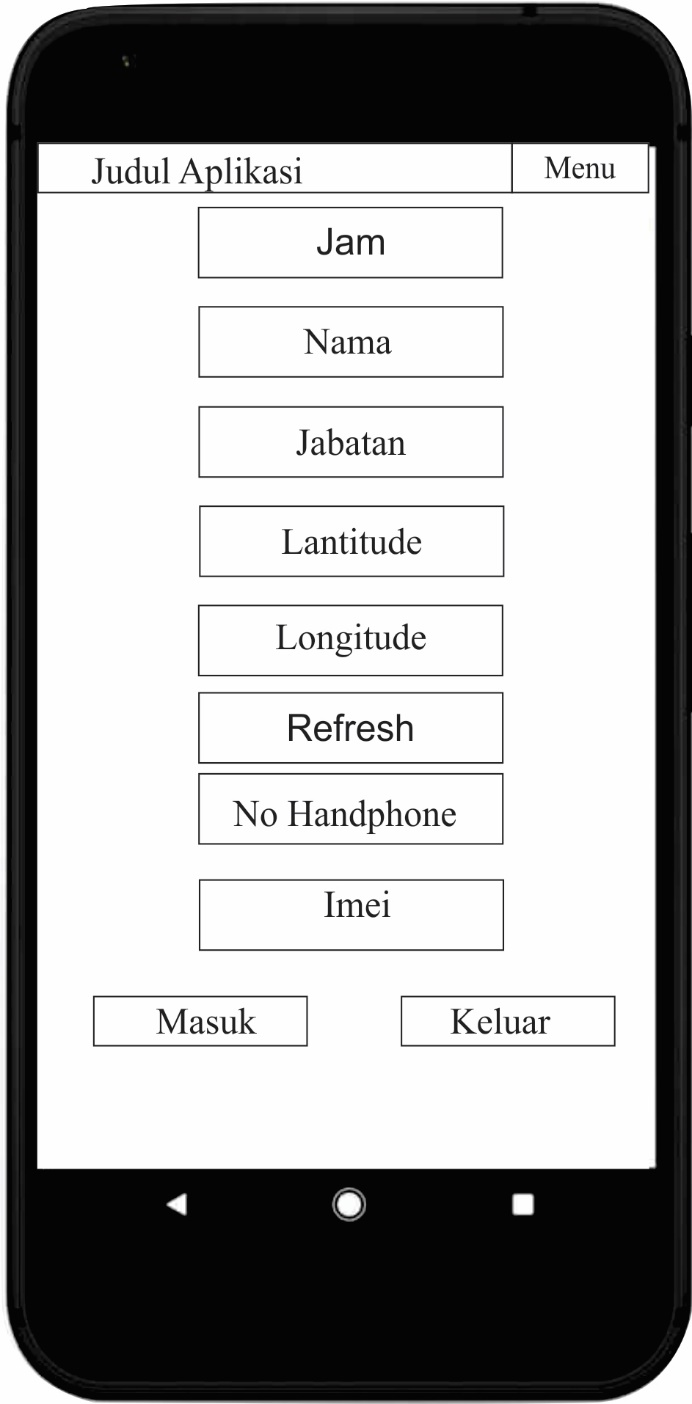 Judul Aplikasi
Menu
Jam
Nama
Jabatan
Lantitude
Longitude
Refresh
No Handphone
Imei
Masuk
Keluar